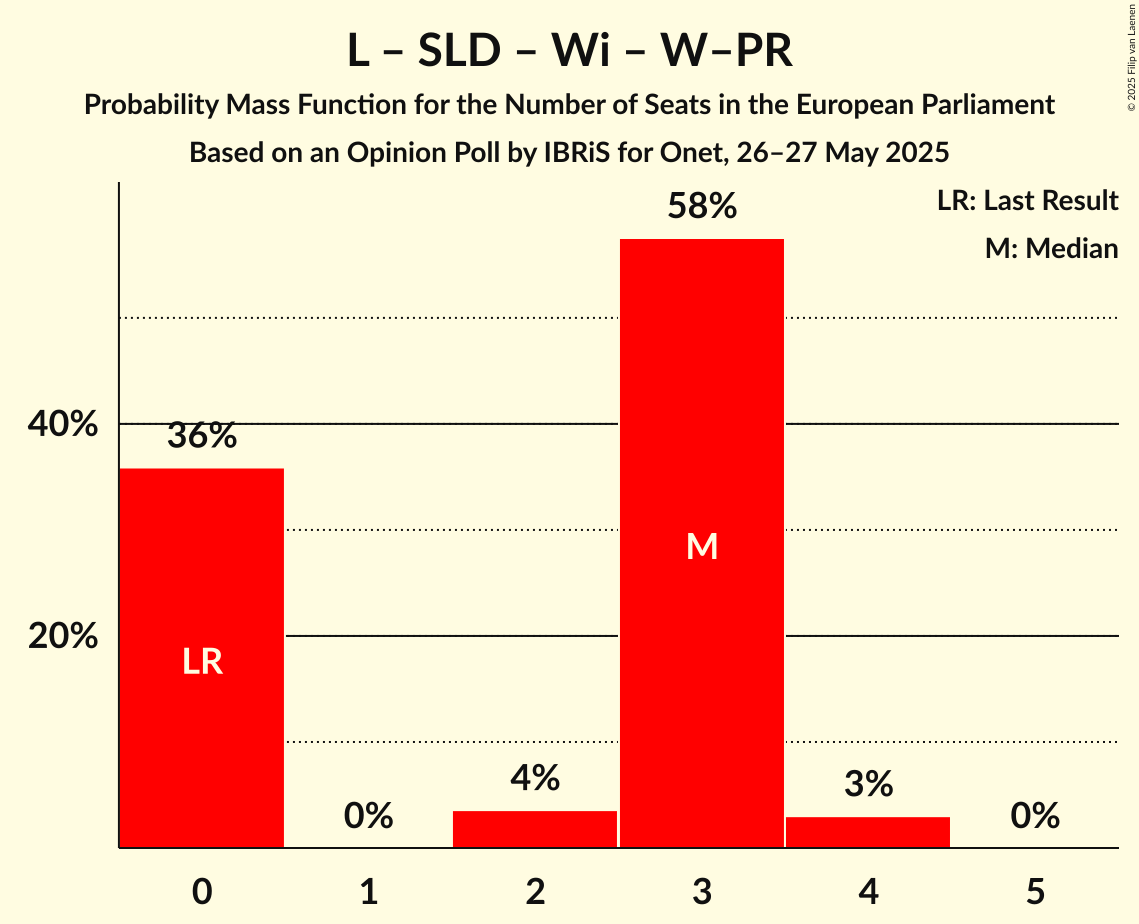 L – SLD – Wi – W–PR
Probability Mass Function for the Number of Seats in the European Parliament
Based on an Opinion Poll by IBRiS for Onet, 26–27 May 2025
© 2025 Filip van Laenen
LR: Last Result
M: Median
58%
40%
36%
M
20%
LR
4%
3%
0%
0%
0 1 2 3 4 5